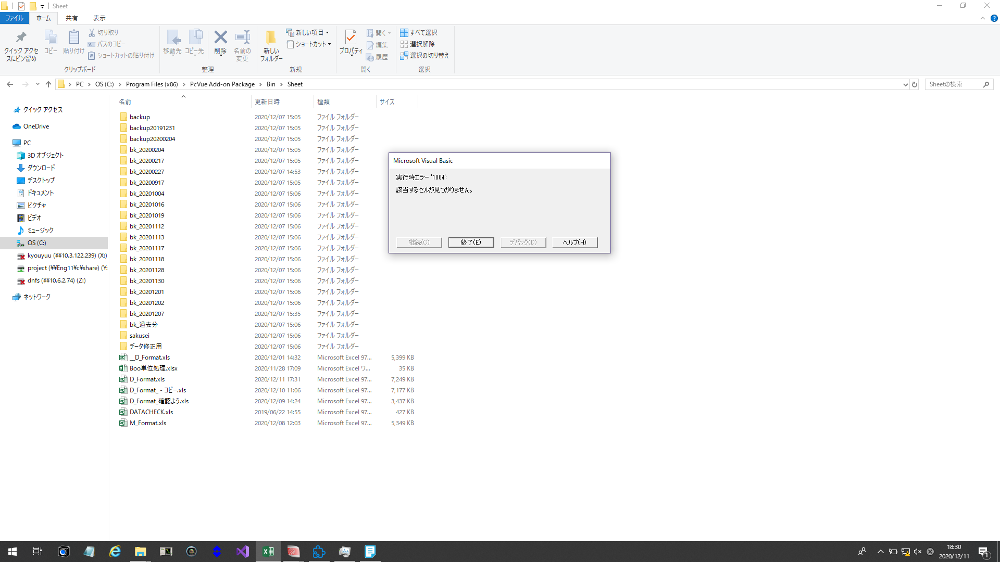 Sheet
ファイル ホーム 共有 表示
クイック アクセスにピン留め
コピー
貼り付け
切り取り
パスのコピー
ショートカットの貼り付け
クリップボード
移動先
コピー先
削除
名前の変更
整理
新しいフォルダー
新しい項目
ショートカット
新規
プロパティ
開く
編集
履歴
開く
すべて選択
選択解除
選択の切り替え
選択
PC > OS (C:) > Program Files (x86) > PcVue Add-on Package > Bin > Sheet
Sheetの検索
クイック アクセス
OneDrive
PC
3D オブジェクト
ダウンロード
デスクトップ
ドキュメント
ピクチャ
ビデオ
ミュージック
OS (C:)
kyouyuu (¥¥10.3.122.239) (X:)
project (¥¥Eng11¥c¥share) (Y:
dnfs (¥¥10.6.2.74) (Z:)
ネットワーク
名前 更新日時 種類 サイズ
backup 2020/12/07 15:05 ファイル フォルダー
backup20191231 2020/12/07 15:05 ファイル フォルダー
backup20200204 2020/12/07 15:05 ファイル フォルダー
bk_20200204 2020/12/07 15:05 ファイル フォルダー
bk_20200217 2020/12/07 15:05 ファイル フォルダー
bk_20200227 2020/12/07 14:53 ファイル フォルダー
bk_20200917 2020/12/07 15:05 ファイル フォルダー
bk_20201004 2020/12/07 15:06 ファイル フォルダー
bk_20201016 2020/12/07 15:06 ファイル フォルダー
bk_20201019 2020/12/07 15:06 ファイル フォルダー
bk_20201112 2020/12/07 15:06 ファイル フォルダー
bk_20201113 2020/12/07 15:06 ファイル フォルダー
bk_20201117 2020/12/07 15:06 ファイル フォルダー
bk_20201118 2020/12/07 15:06 ファイル フォルダー
bk_20201128 2020/12/07 15:06 ファイル フォルダー
bk_20201130 2020/12/07 15:06 ファイル フォルダー
bk_20201201 2020/12/07 15:06 ファイル フォルダー
bk_20201202 2020/12/07 15:06 ファイル フォルダー
bk_20201207 2020/12/07 15:35 ファイル フォルダー
bk_過去分 2020/12/07 15:06 ファイル フォルダー
sakusei 2020/12/07 15:06 ファイル フォルダー
データ修正用 2020/12/07 15:06 ファイル フォルダー
__D_Format.xls 2020/12/01 14:32 Microsoft Excel 97... 5,399 KB
Boo単位処理.xlsx 2020/11/28 17:09 Microsoft Excel ワ... 35 KB
D_Format.xls 2020/12/11 17:31 Microsoft Excel 97... 7,249 KB
D_Format_ - コピー.xls 2020/12/10 11:06 Microsoft Excel 97... 7,177 KB
D_Format_確認よう.xls 2020/12/09 14:24 Microsoft Excel 97... 3,437 KB
DATACHECK.xls 2019/06/22 14:55 Microsoft Excel 97... 427 KB
M_Format.xls 2020/12/08 12:03 Microsoft Excel 97... 5,349 KB
Microsoft Visual Basic
実行時エラー '1004':
該当するセルが見つかりません。
継続(C) 終了(E) デバッグ(D) ヘルプ(H)
18:30
2020/12/11
1